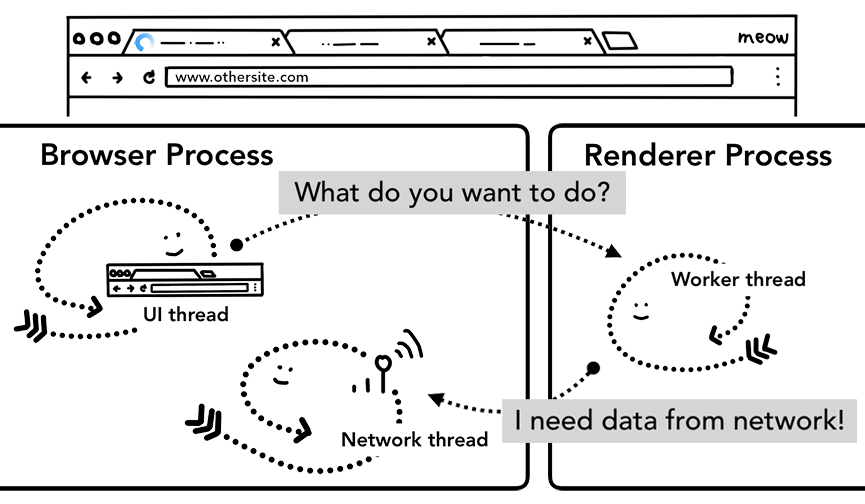 meow
www.othersite.com
Browser Process
Renderer Process
What do you want to do?
Worker thread
UI thread
I need data from network!
Network thread